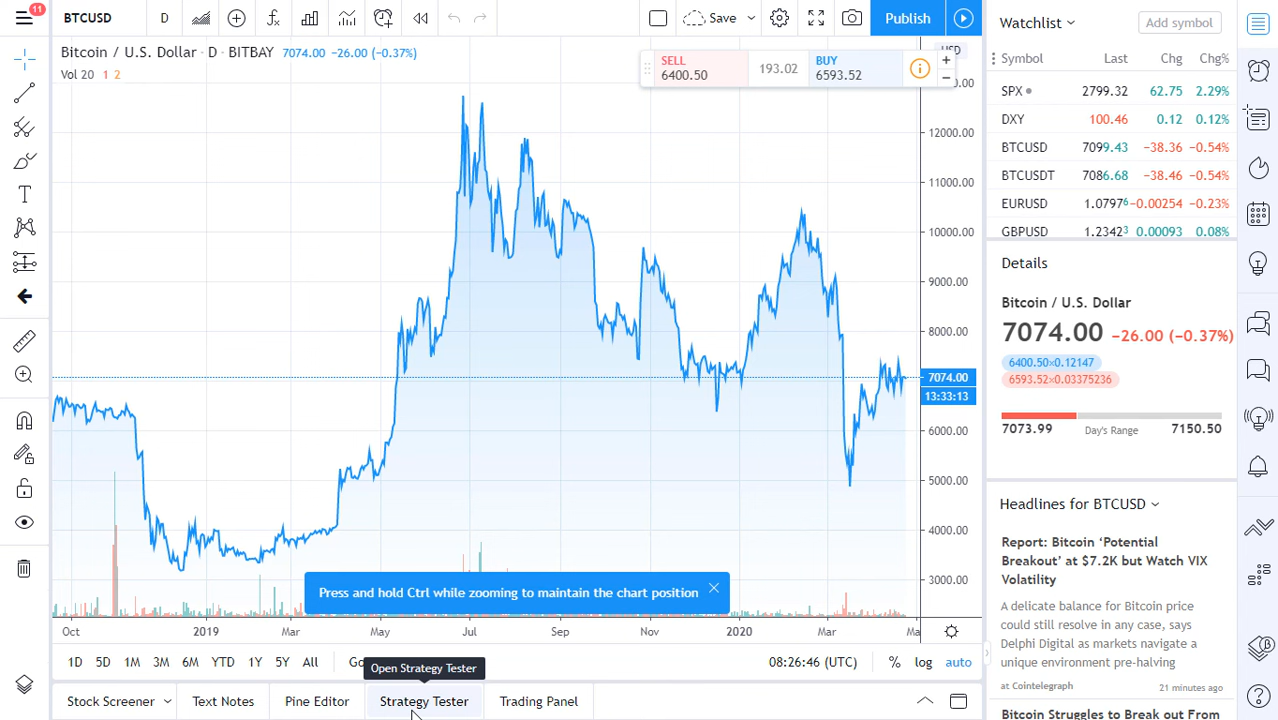 11
BTCUSD
D
Save
Publish
Bitcoin / U.S. Dollar • D • BITBAY 7074.00 −26.00 (−0.37%)
Vol 20 1 2
SELL
6400.50
193.02
BUY
6593.52
12000.00
11000.00
10000.00
9000.00
8000.00
7074.00
13:33:13
6000.00
5000.00
4000.00
3000.00
Press and hold Ctrl while zooming to maintain the chart position
Oct 2019 Mar May Jul Sep Nov 2020 Mar
1D 5D 1M 3M 6M YTD 1Y 5Y All
Open Strategy Tester
08:26:46 (UTC) % log auto
Stock Screener Text Notes Pine Editor Strategy Tester Trading Panel
Watchlist
Add symbol
Symbol Last Chg Chg%
SPX 2799.32 62.75 2.29%
DXY 100.46 0.12 0.12%
BTCUSD 7099.43 −38.36 −0.54%
BTCUSDT 7086.68 −38.46 −0.54%
EURUSD 1.07976 −0.00254 −0.23%
GBPUSD 1.23423 0.00093 0.08%
Details
Bitcoin / U.S. Dollar
7074.00 −26.00 (−0.37%)
6400.50×0.12147
6593.52×0.03375236
7073.99 Day's Range 7150.50
Headlines for BTCUSD
Report: Bitcoin ‘Potential
Breakout’ at $7.2K but Watch VIX
Volatility
A delicate balance for Bitcoin price
could still resolve in any case, says
Delphi Digital as markets navigate a
unique environment pre-halving
at Cointelegraph 21 minutes ago
Bitcoin Struggles to Break Out From